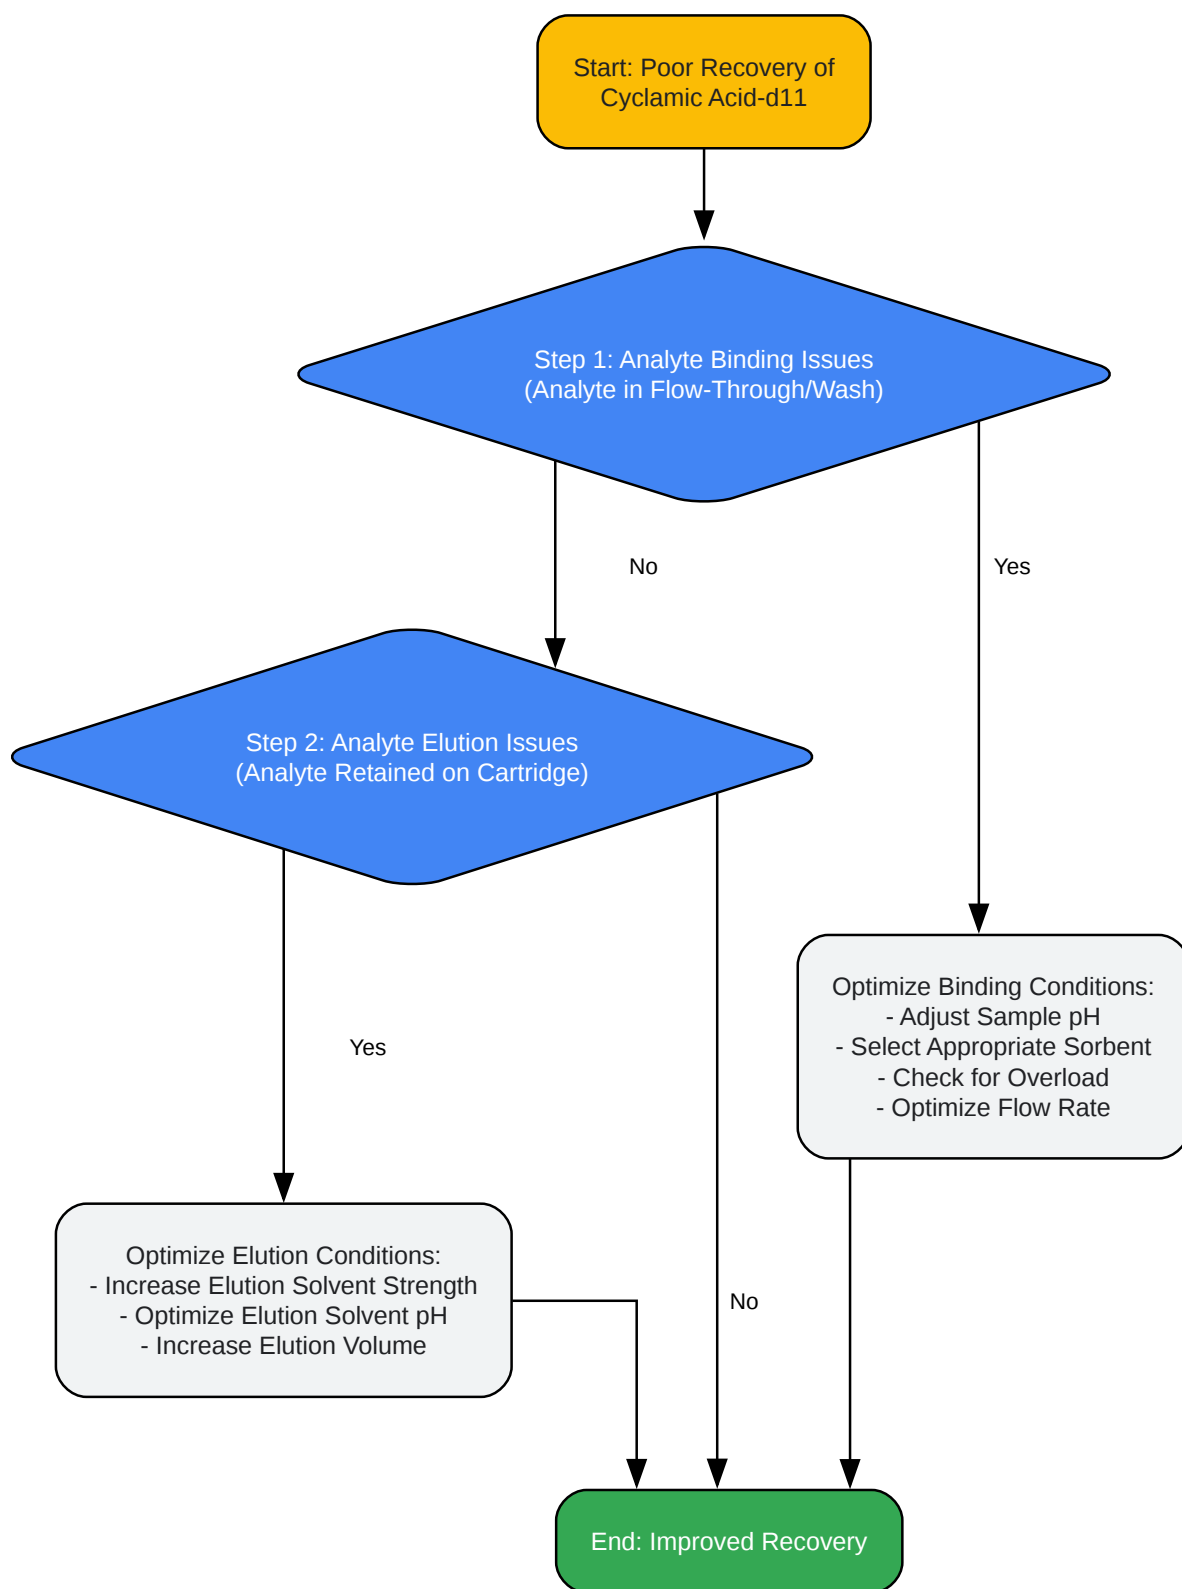 Start: Poor Recovery of
Cyclamic Acid-d11
Step 1: Analyte Binding Issues
(Analyte in Flow-Through/Wash)
No
Yes
Step 2: Analyte Elution Issues
(Analyte Retained on Cartridge)
Optimize Binding Conditions:
- Adjust Sample pH
- Select Appropriate Sorbent
- Check for Overload
- Optimize Flow Rate
Yes
Optimize Elution Conditions:
- Increase Elution Solvent Strength
- Optimize Elution Solvent pH
- Increase Elution Volume
No
End: Improved Recovery